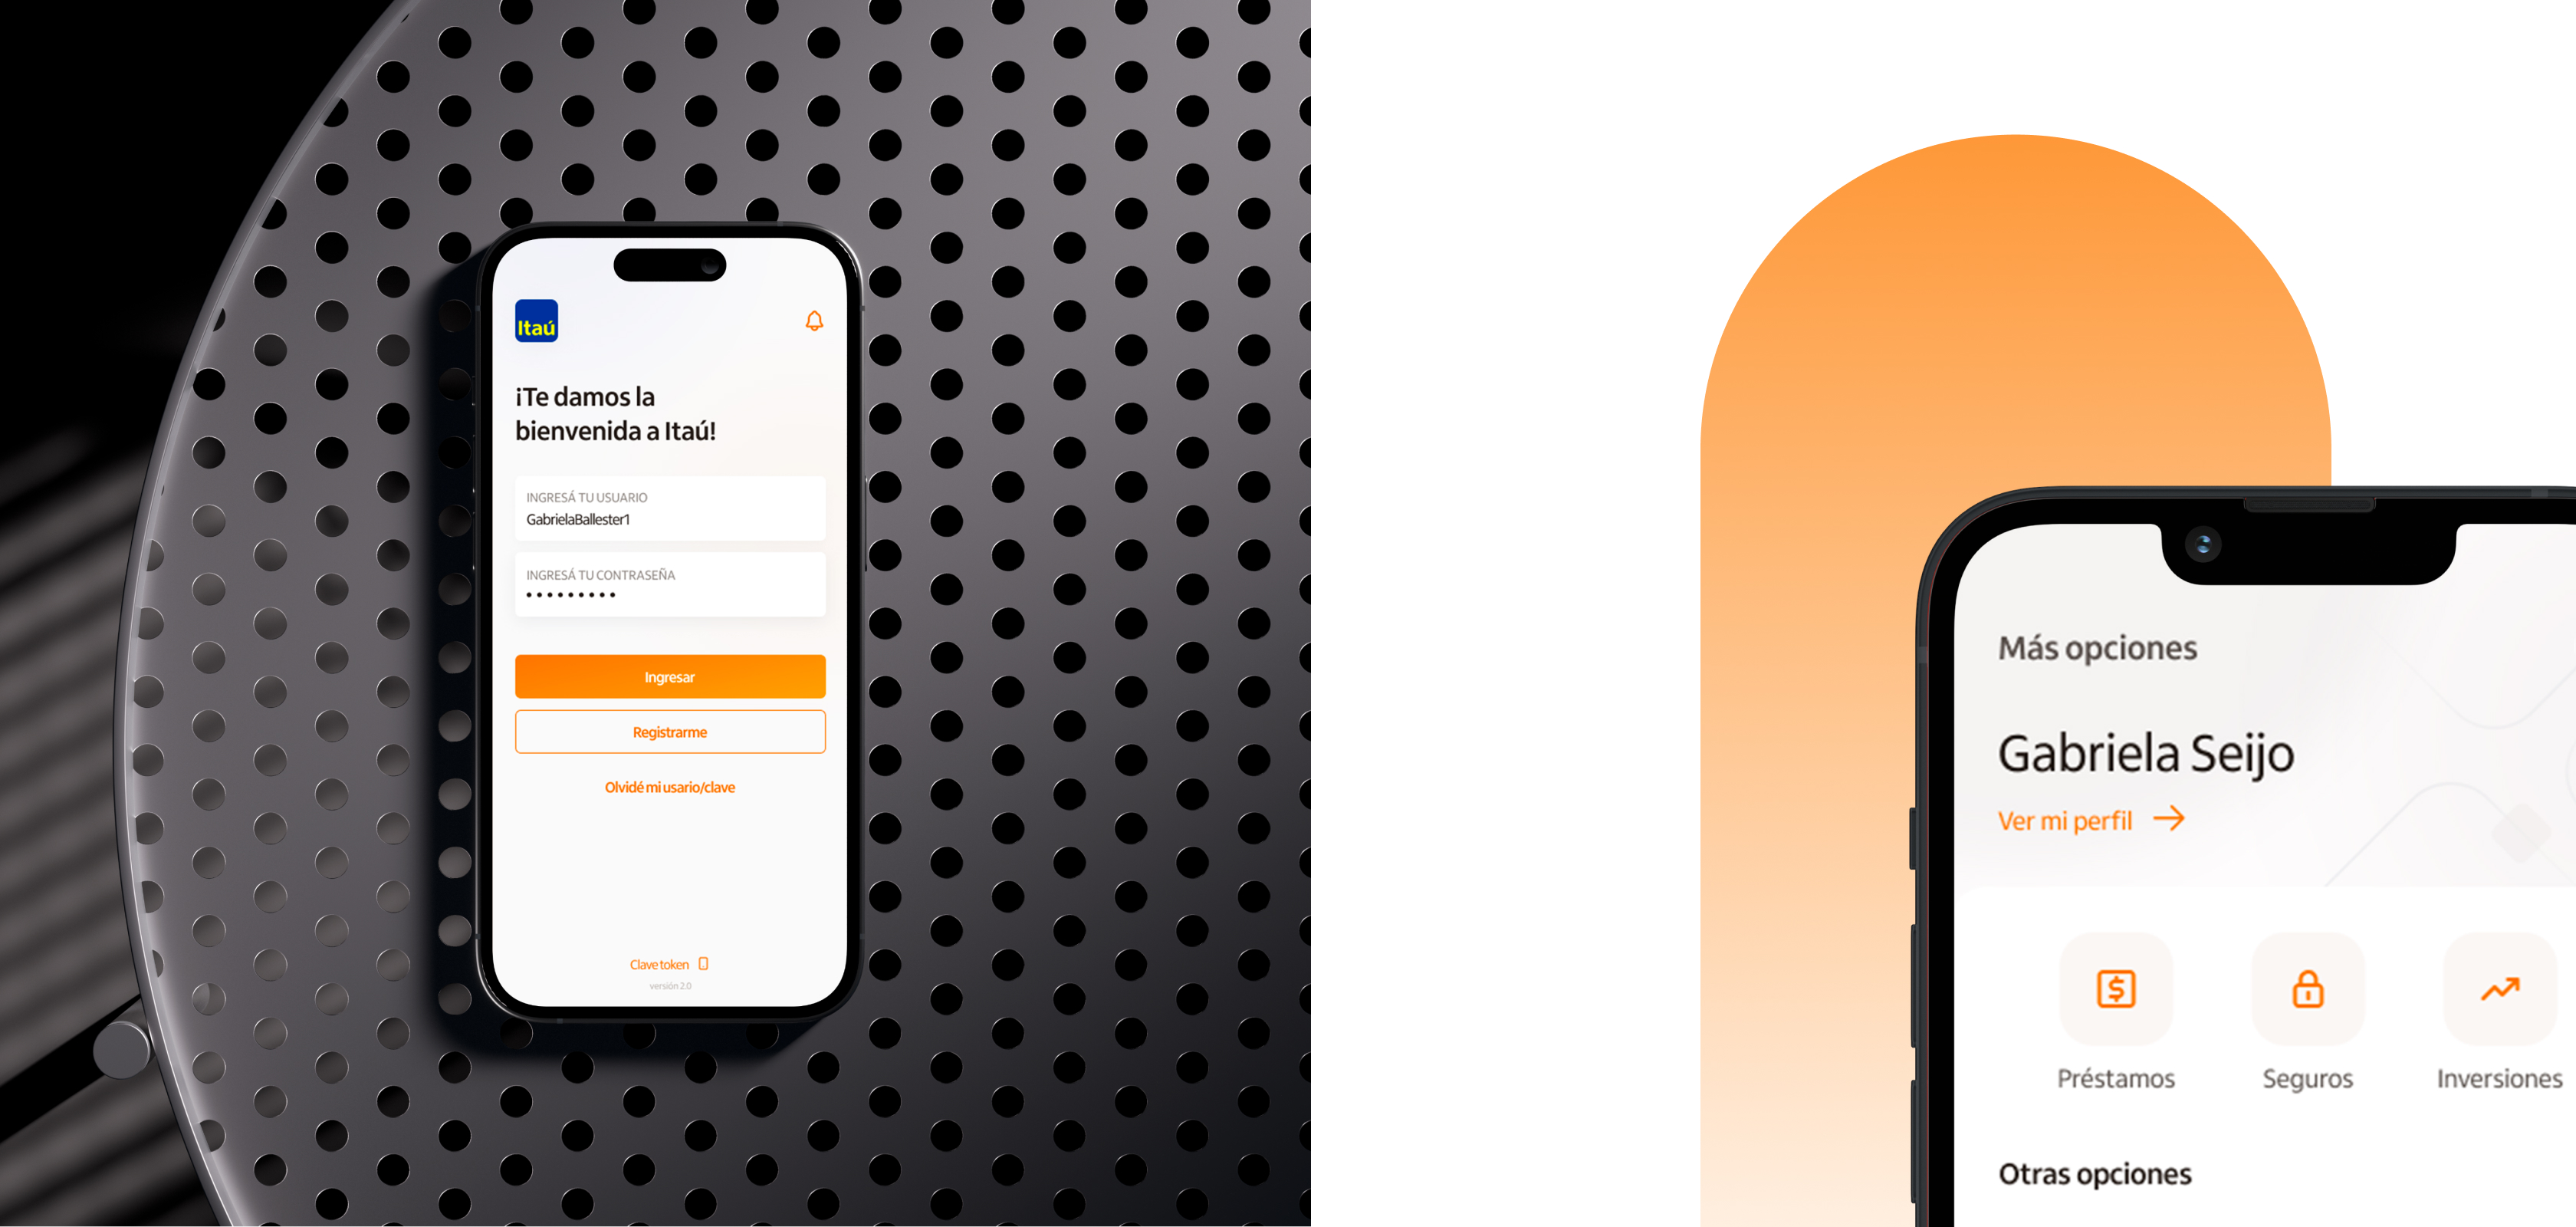 Itaú
¡Te damos la
bienvenida a Itaú!
INGRESÁ TU USUARIO
GabrielaBallester1
INGRESÁ TU CONTRASEÑA
Ingresar
Registrarme
Olvidé mi usario/clave
Clave token
versión 2.0
Más opciones
Gabriela Seijo
Ver mi perfil
Préstamos
Seguros
Inversiones
Otras opciones